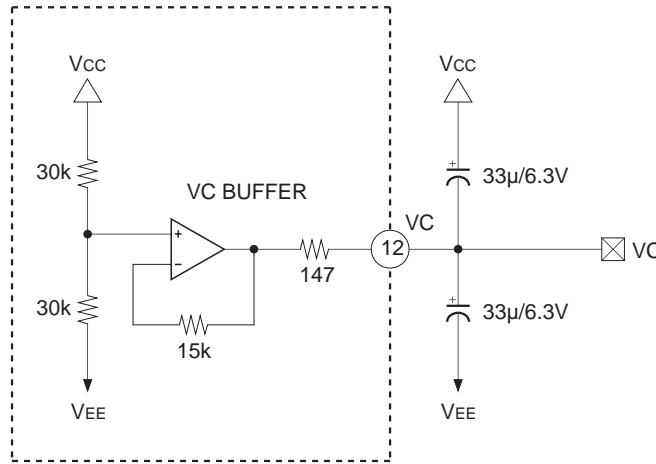 VCC
VCC
30k
VC BUFFER
33µ/6.3V
+
+
VC
12
VC
–
147
30k
+
33µ/6.3V
15k
VEE
VEE